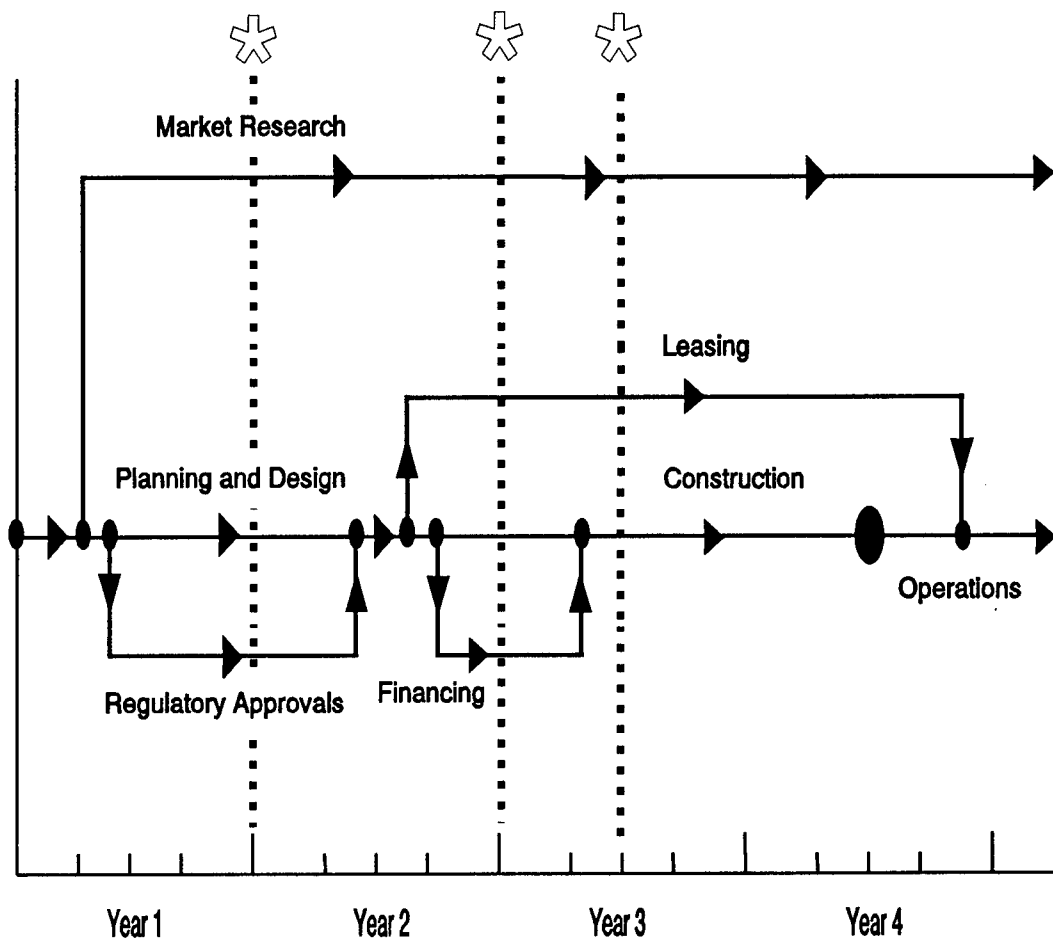 Market Research
Leasing
Planning and Design
Construction
Operations
Regulatory Approvals
Financing
Year 1
Year 2
Year 3
Year 4